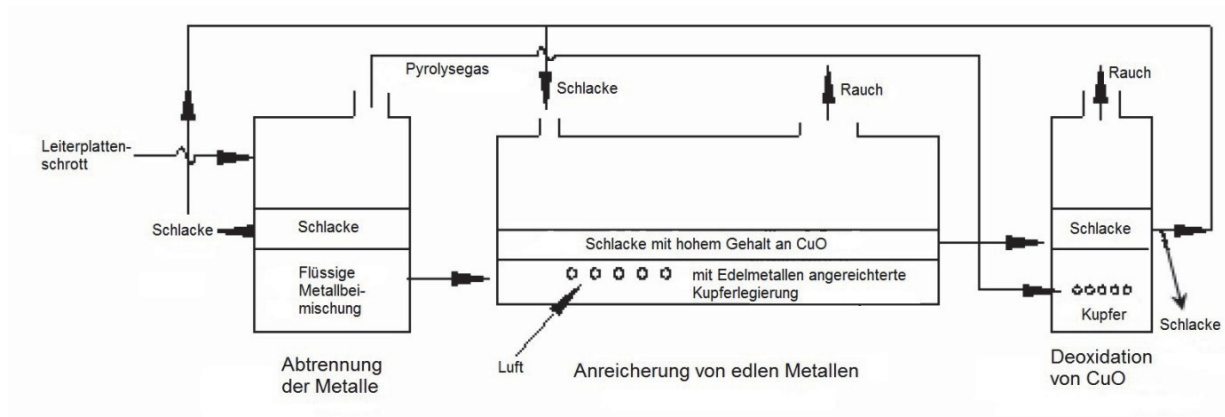 Pyrolysegas
Schlacke
Rauch
Rauch
Leiterplatten-
schrott
Schlacke
Schlacke
Flüssige
Metallbei-
mischung
Schlacke mit hohem Gehalt an CuO
mit Edelmetallen angereicherte
Kupferlegierung
Luft
Schlacke
Kupfer
Schlacke
Abtrennung
der Metalle
Anreicherung von edlen Metallen
Deoxidation
von CuO